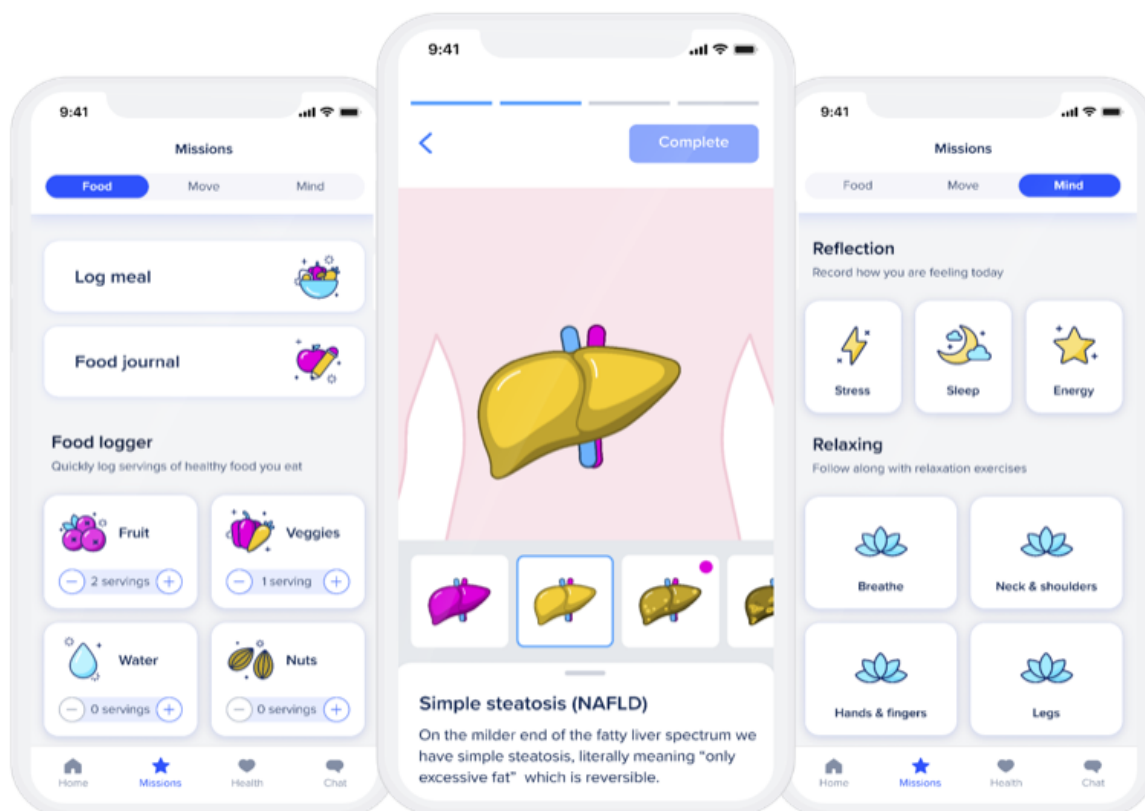 9:41
Missions
Food Move Mind
Log meal
Food journal
Food logger
Quickly log servings of healthy food you eat
Fruit
2 servings
Veggies
1 serving
Water
0 servings
Nuts
0 servings
Home Missions Health Chat
9:41
Complete
Simple steatosis (NAFLD)
On the milder end of the fatty liver spectrum we
have simple steatosis, literally meaning “only
excessive fat” which is reversible.
9:41
Missions
Food Move Mind
Reflection
Record how you are feeling today
Stress Sleep Energy
Relaxing
Follow along with relaxation exercises
Breathe Neck & shoulders
Hands & fingers Legs
Home Missions Health Chat